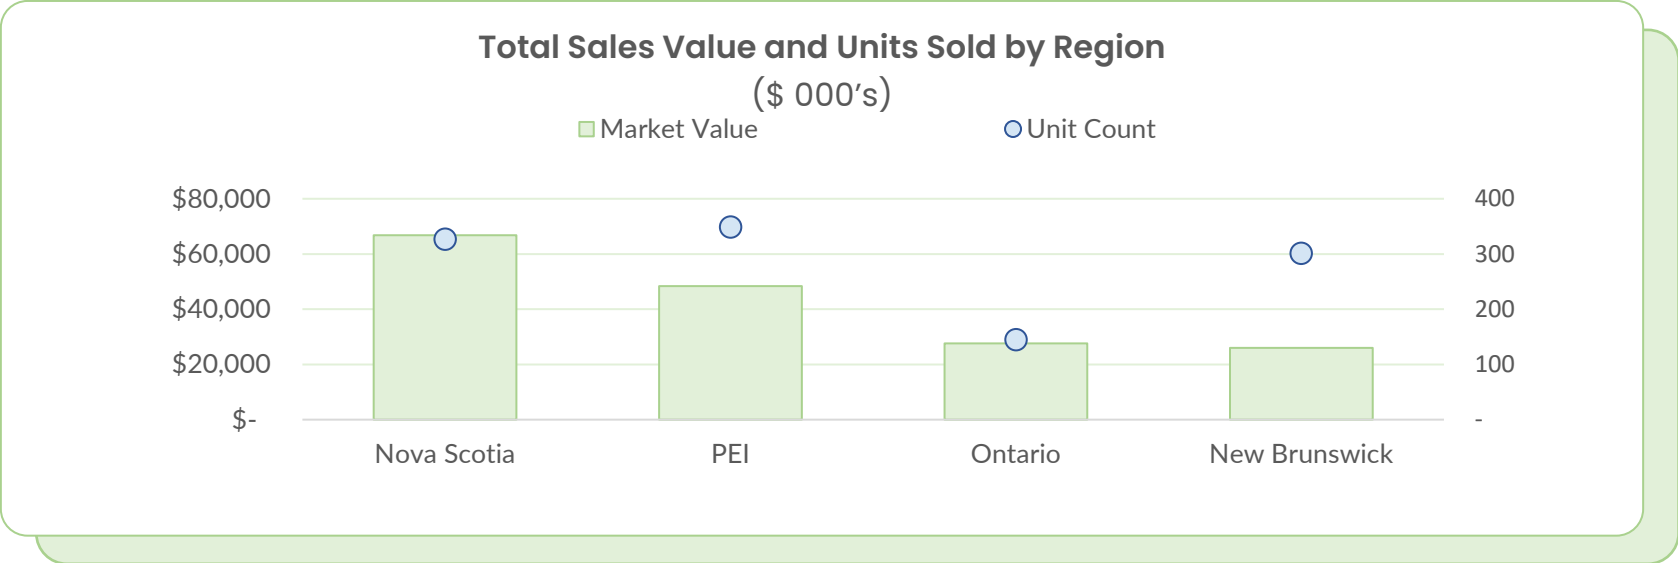 Total Sales Value and Units Sold by Region
($ 000’s)
Market Value Unit Count
$80,000 400
$60,000 300
$40,000 200
$20,000 100
$- -
Nova Scotia PEI Ontario New Brunswick